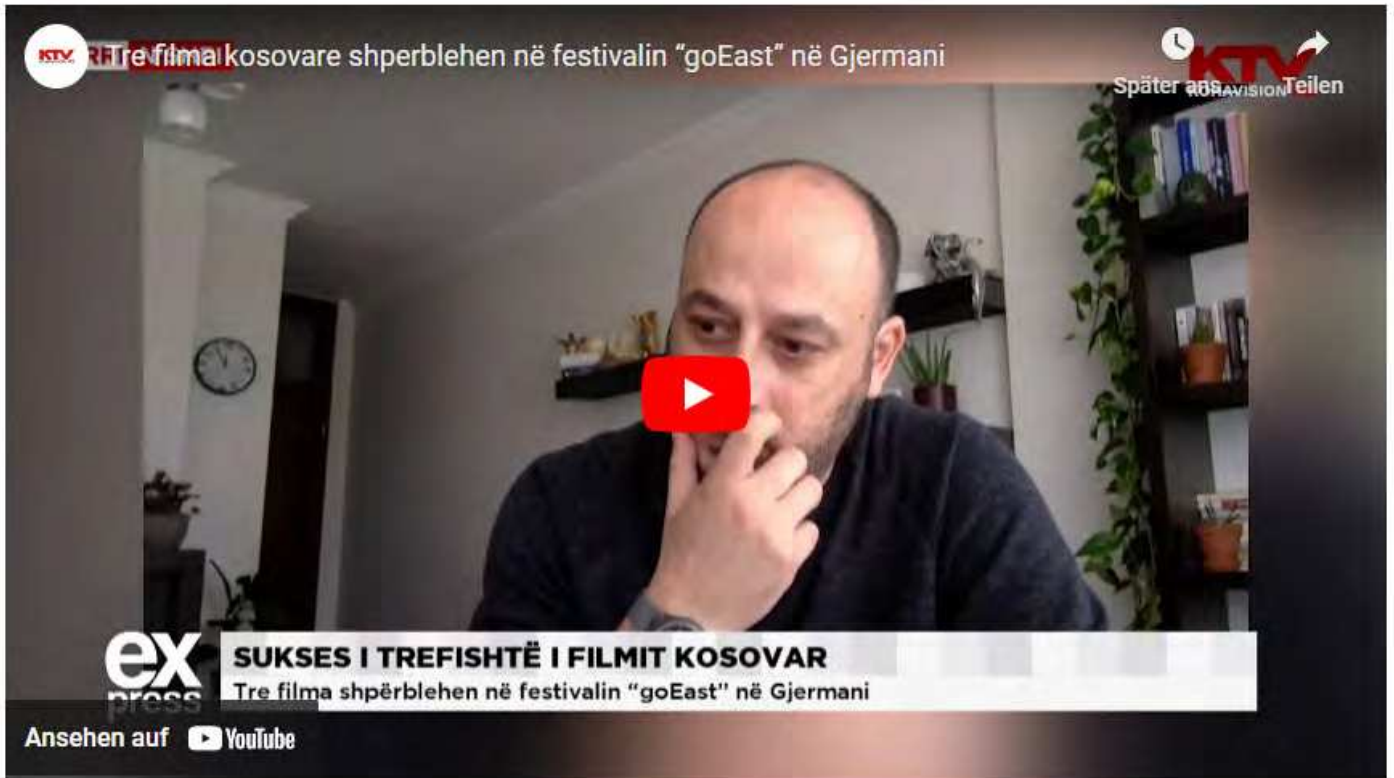 KTV
Tre filma kosovare shperblehen në festivalin “goEast” në Gjermani
KTV
KOHAVISION
Später ans...
Teilen
ex
press
SUKSES I TREFISHTË I FILMIT KOSOVAR
Tre filma shpërblehen në festivalin “goEast” në Gjermani
Ansehen auf YouTube